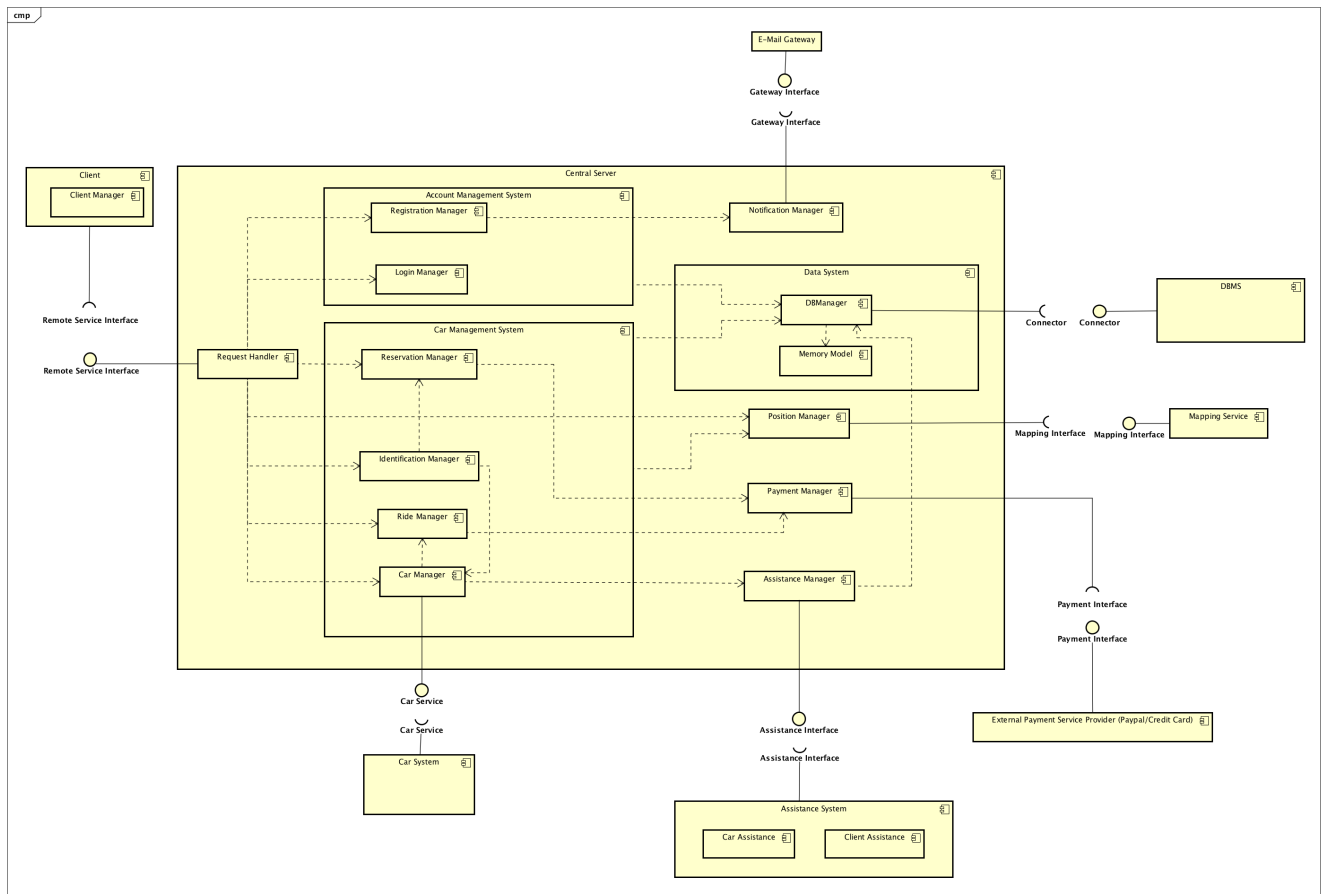 cmp
E-Mail Gateway
Gateway Interface
Gateway Interface
Client
Client Manager
Remote Service Interface
Remote Service Interface
Central Server
Account Management System
Registration Manager
Login Manager
Notification Manager
Data System
DBManager
Memory Model
Connector
Connector
DBMS
Request Handler
Car Management System
Reservation Manager
Identification Manager
Ride Manager
Car Manager
Position Manager
Mapping Interface
Mapping Interface
Mapping Service
Payment Manager
Assistance Manager
Payment Interface
Payment Interface
External Payment Service Provider (Paypal/Credit Card)
Car Service
Car Service
Car System
Assistance Interface
Assistance Interface
Assistance System
Car Assistance
Client Assistance